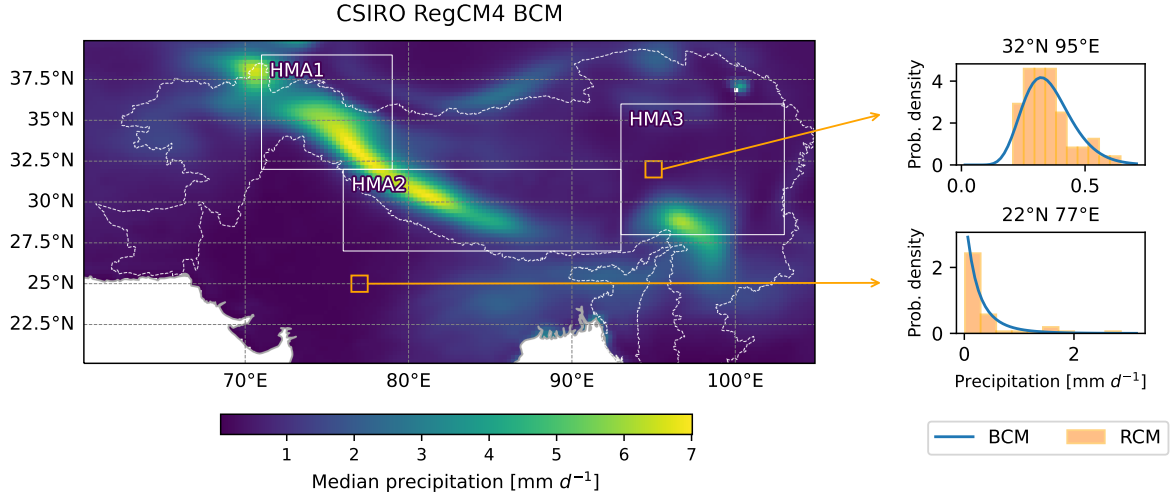 CSIRO RegCM4 BCM
37.5°N
35°N
32.5°N
30°N
27.5°N
25°N
22.5°N
HMA1
HMA2
HMA3
70°E
80°E
90°E
100°E
1 2 3 4 5 6 7
Median precipitation [mm d−1]
32°N 95°E
Prob. density
4
2
0
0.0 0.5
22°N 77°E
Prob. density
2
0
0 2
Precipitation [mm d−1]
BCM RCM